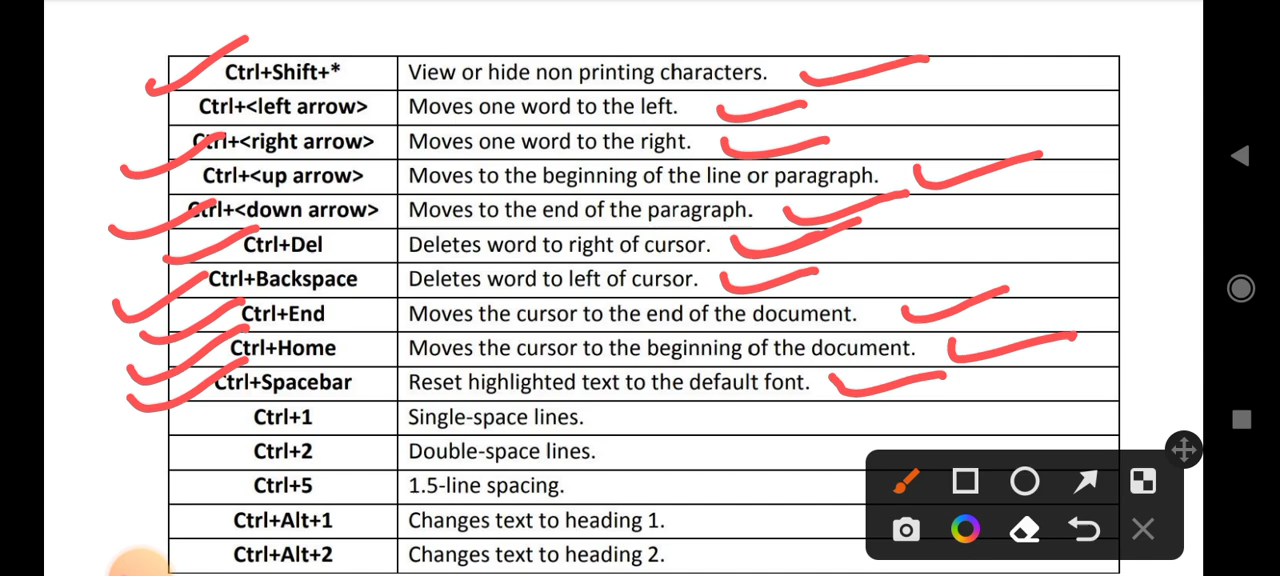 Ctrl+Shift+* View or hide non printing characters.
Ctrl+<left arrow> Moves one word to the left.
Ctrl+<right arrow> Moves one word to the right.
Ctrl+<up arrow> Moves to the beginning of the line or paragraph.
Ctrl+<down arrow> Moves to the end of the paragraph.
Ctrl+Del Deletes word to right of cursor.
Ctrl+Backspace Deletes word to left of cursor.
Ctrl+End Moves the cursor to the end of the document.
Ctrl+Home Moves the cursor to the beginning of the document.
Ctrl+Spacebar Reset highlighted text to the default font.
Ctrl+1 Single-space lines.
Ctrl+2 Double-space lines.
Ctrl+5 1.5-line spacing.
Ctrl+Alt+1 Changes text to heading 1.
Ctrl+Alt+2 Changes text to heading 2.